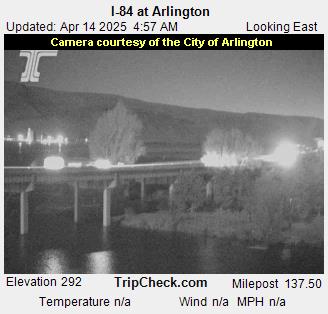 I-84 at Arlington
Updated: Apr 14 2025 4:57 AM Looking East
Camera courtesy of the City of Arlington
Elevation 292 TripCheck.com Milepost 137.50
Temperature n/a Wind n/a MPH n/a